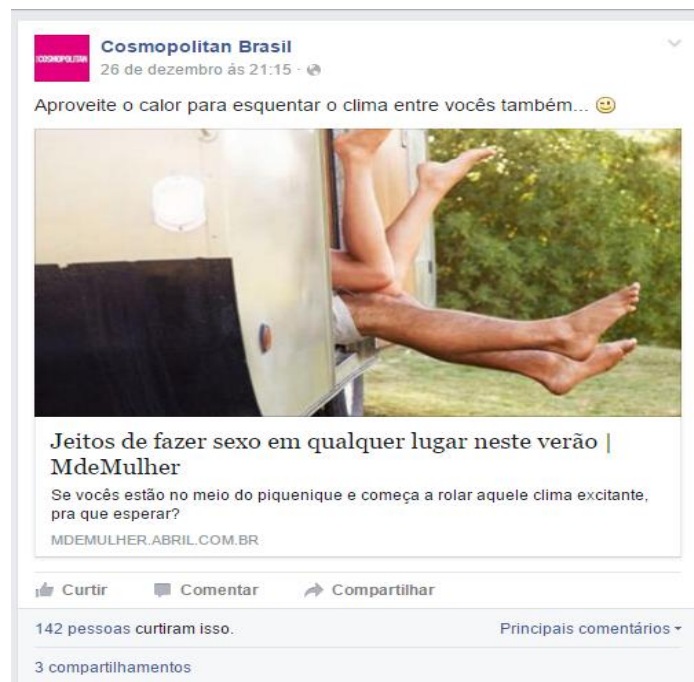 COSMOPOLITAN
Cosmopolitan Brasil
26 de dezembro ás 21:15 ·
Aproveite o calor para esquentar o clima entre vocês também...
Jeitos de fazer sexo em qualquer lugar neste verão |
MdeMulher
Se vocês estão no meio do piquenique e começa a rolar aquele clima excitante,
pra que esperar?
MDEMULHER.ABRIL.COM.BR
Curtir Comentar Compartilhar
142 pessoas curtiram isso. Principais comentários
3 compartilhamentos